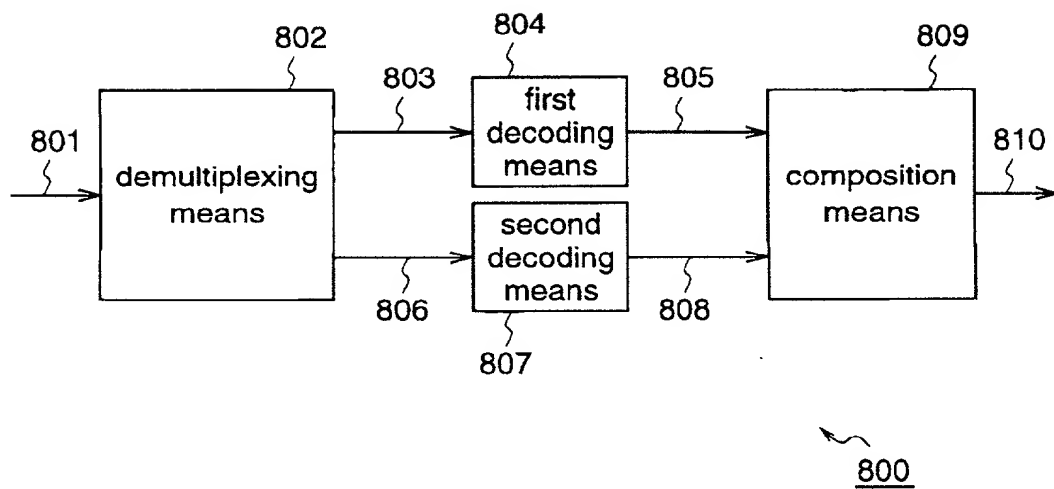 802
804
809
803
805
801
810
first
decoding
means
demultiplexing
means
composition
means
second
decoding
means
806
808
807
800